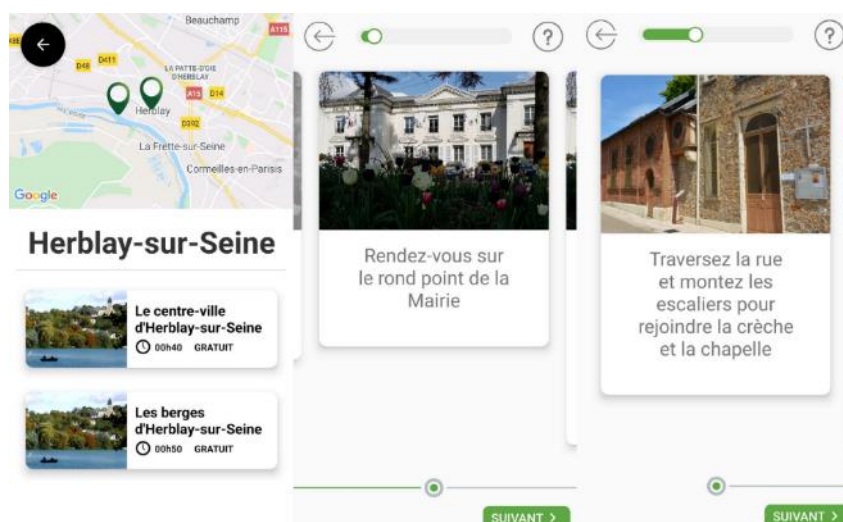 Beauchamp
A115
D48
D411
LA PATTE-D'OIE
D'HERBLAY
A15
D14
Herblay
D392
La Frette-sur-Seine
Cormeilles-en-Parisis
Google
Herblay-sur-Seine
Le centre-ville
d'Herblay-sur-Seine
00h40 GRATUIT
Les berges
d'Herblay-sur-Seine
00h50 GRATUIT
?
Rendez-vous sur
le rond point de la
Mairie
SUIVANT >
?
Traversez la rue
et montez les
escaliers pour
rejoindre la crèche
et la chapelle
SUIVANT >